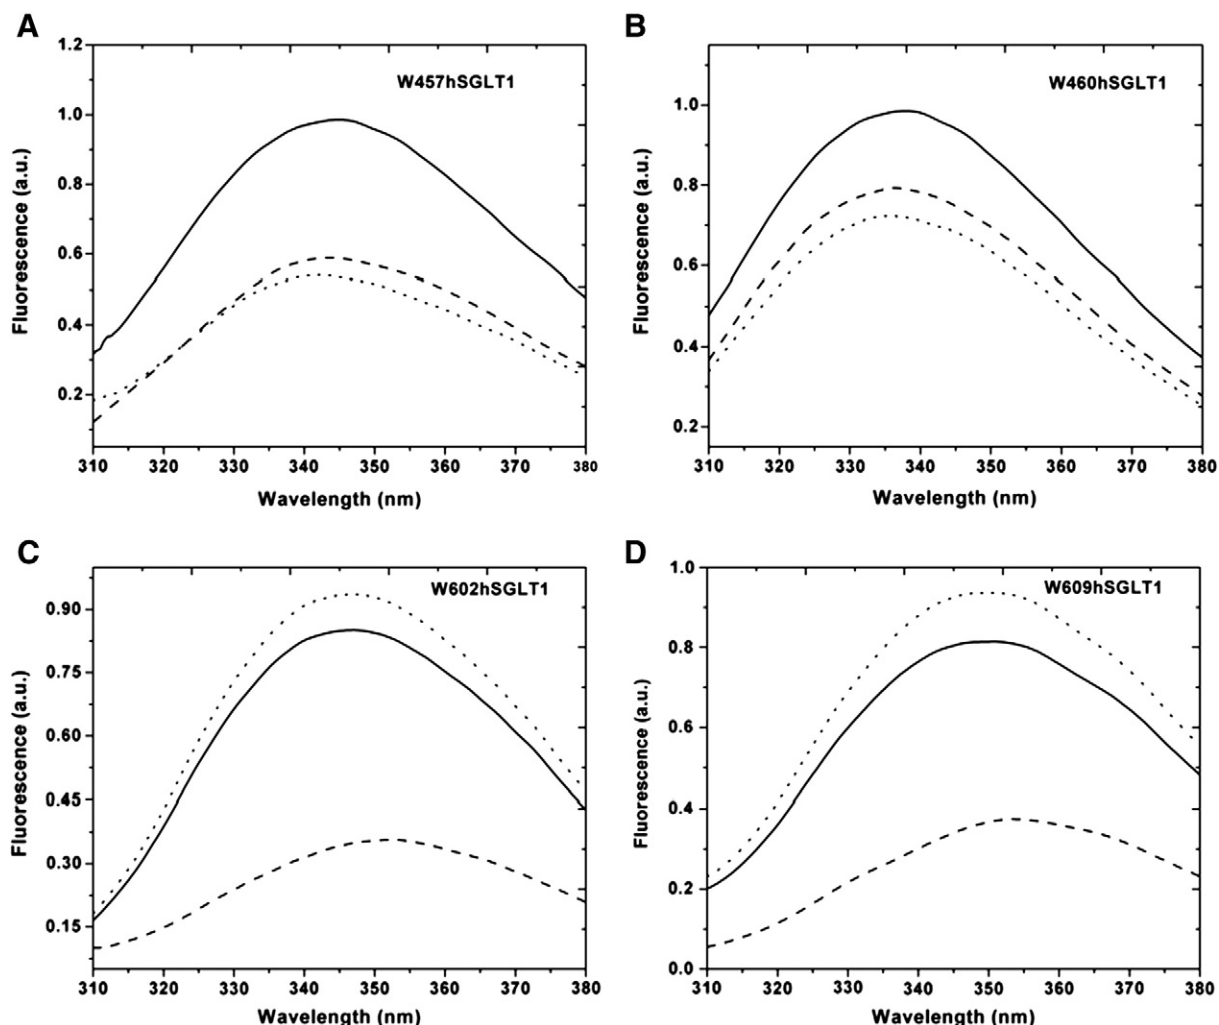 A
W457hSGLT1
Fluorescence (a.u.)
1.2
1.0
0.8
0.6
0.4
0.2
310 320 330 340 350 360 370 380
Wavelength (nm)
B
W460hSGLT1
Fluorescence (a.u.)
1.0
0.8
0.6
0.4
0.2
310 320 330 340 350 360 370 380
Wavelength (nm)
C
W602hSGLT1
Fluorescence (a.u.)
0.90
0.75
0.60
0.45
0.30
0.15
310 320 330 340 350 360 370 380
Wavelength (nm)
D
W609hSGLT1
Fluorescence (a.u.)
1.0
0.8
0.6
0.4
0.2
0.0
310 320 330 340 350 360 370 380
Wavelength (nm)